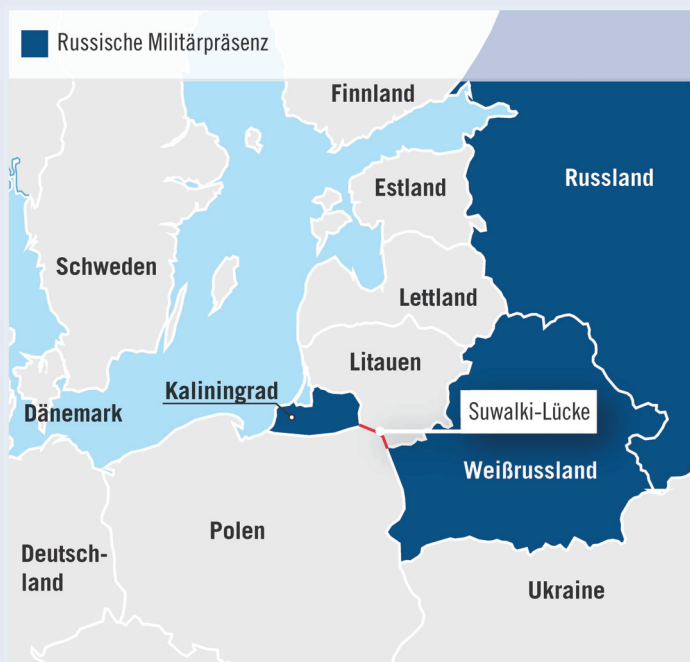 Russische Militärpräsenz
Finnland
Estland
Russland
Schweden
Lettland
Litauen
Kaliningrad
Dänemark
Suwalki-Lücke
Weißrussland
Polen
Deutsch-
land
Ukraine